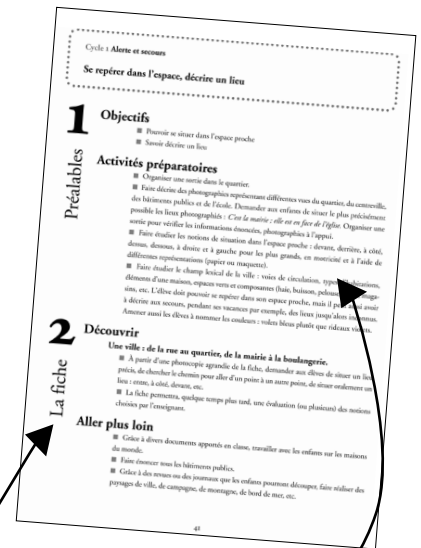 Cycle 1 Alerte et secours
Se repérer dans l'espace, décrire un lieu
1
Préalables
Objectifs
■ Pouvoir se situer dans l'espace proche
■ Savoir décrire un lieu
Activités préparatoires
■ Organiser une sortie dans le quartier.
■ Faire décrire des photographies représentant différentes vues du quartier, du centre-ville,
des bâtiments publics et de l'école. Demander aux enfants de situer le plus précisément
possible les lieux photographiés : C'est la mairie : elle est en face de l'église. Organiser une
sortie pour vérifier les informations énoncées, photographies à l'appui.
■ Faire étudier les notions de situation dans l'espace proche : devant, derrière, à côté,
dessus, dessous, à droite et à gauche pour les plus grands, en motricité et à l'aide de
différentes représentations (papier ou maquette).
■ Faire étudier le champ lexical de la ville : voies de circulation, types
éléments d'une maison, espaces verts et composants (haie, buisson, maga-
sins, etc. L'élève doit pouvoir se repérer dans son espace proche, mais il avoir
à décrire aux secours, pendant ses vacances par exemple, des lieux jusqu'alors inconnus.
Amener aussi les élèves à nommer les couleurs : volets bleus plutôt que rideaux
2
La fiche
Découvrir
Une ville : de la rue au quartier, de la mairie à la boulangerie.
■ À partir d'une photocopie agrandie de la fiche, demander aux élèves de situer un lieu
précis, de chercher le chemin pour aller d'un point à un autre point, de situer oralement un
lieu : entre, à côté, devant, etc.
■ La fiche permettra, quelque temps plus tard, une évaluation (ou plusieurs) des notions
choisies par l'enseignant.
Aller plus loin
■ Grâce à divers documents apportés en classe, travailler avec les enfants sur les maisons
du monde.
■ Faire énoncer tous les bâtiments publics.
■ Grâce à des revues ou des journaux que les enfants pourront découper, faire réaliser des
paysages de ville, de campagne, de montagne, de bord de mer, etc.
42